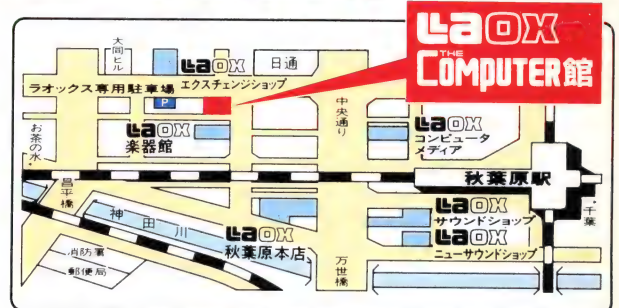 LaOX
THE
COMPUTER館
大同ビル
LaOX
エクスチェンジショップ
日通
ラオックス専用駐車場
P
中央通り
お茶の水
LaOX
楽器館
LaOX
コンピュータ
メディア
秋葉原駅
昌平橋
千葉
神田川
LaOX
サウンドショップ
LaOX
秋葉原本店
LaOX
ニューサウンドショップ
万世橋
消防署
郵便局